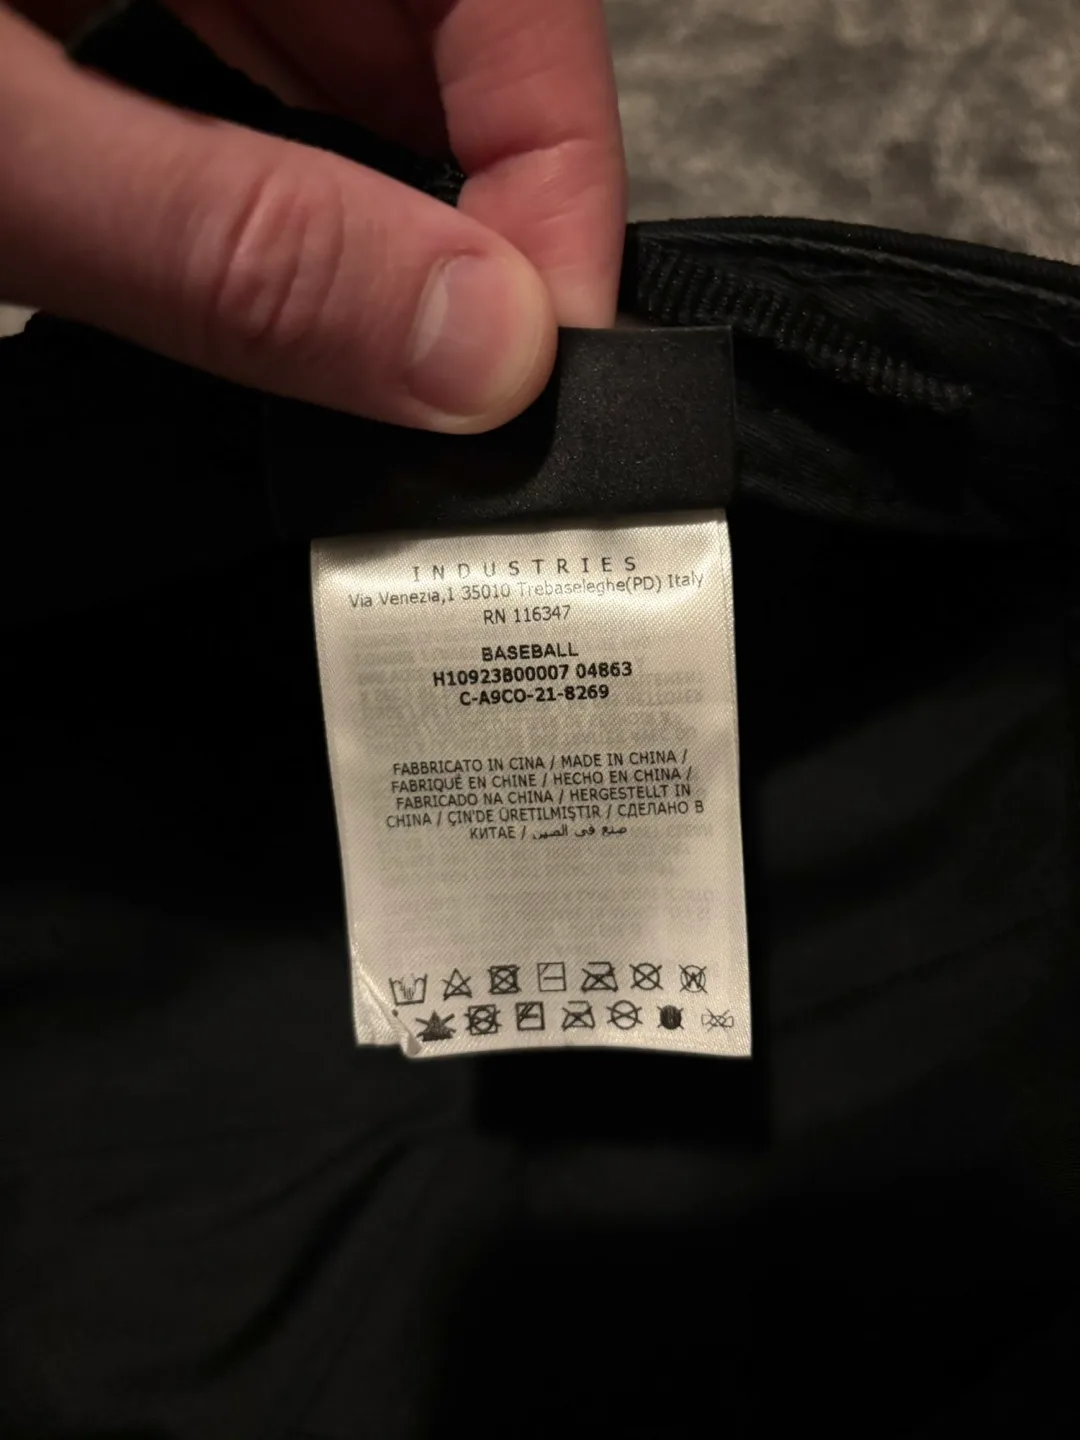 INDUSTRIES
Via Venezia,1 35010 Trebaseleghe(PD) Italy
RN 116347
BASEBALL
H10923B00007 04863
C-A9CO-21-8269
FABBRICATO IN CINA / MADE IN CHINA /
FABRIQUÉ EN CHINE / HECHO EN CHINA /
FABRICADO NA CHINA / HERGESTELLT IN
CHINA / ÇIN'DE ÜRETILMIŞTIR / СДЕЛАНО В
КИТАЕ / صنع في الصين
W